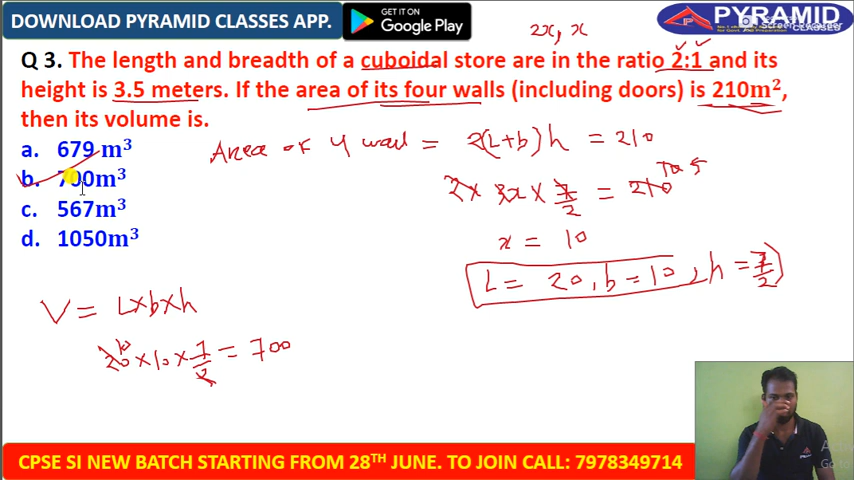 DOWNLOAD PYRAMID CLASSES APP.
GET IT ON
Google Play
PYRAMID
CLASSES
2x, x
Q 3. The length and breadth of a cuboidal store are in the ratio 2:1 and its
height is 3.5 meters. If the area of its four walls (including doors) is 210m²,
then its volume is.
a. 679 m³
b. 700m³
c. 567m³
d. 1050m³
Area of 4 wall = 2(L+b)h = 210
2 x 3x x 7/2 = 210
x = 10
L = 20, b = 10, h = 7/2
V = L×b×h
20 × 10 × 7/2 = 700
CPSE SI NEW BATCH STARTING FROM 28TH JUNE. TO JOIN CALL: 7978349714